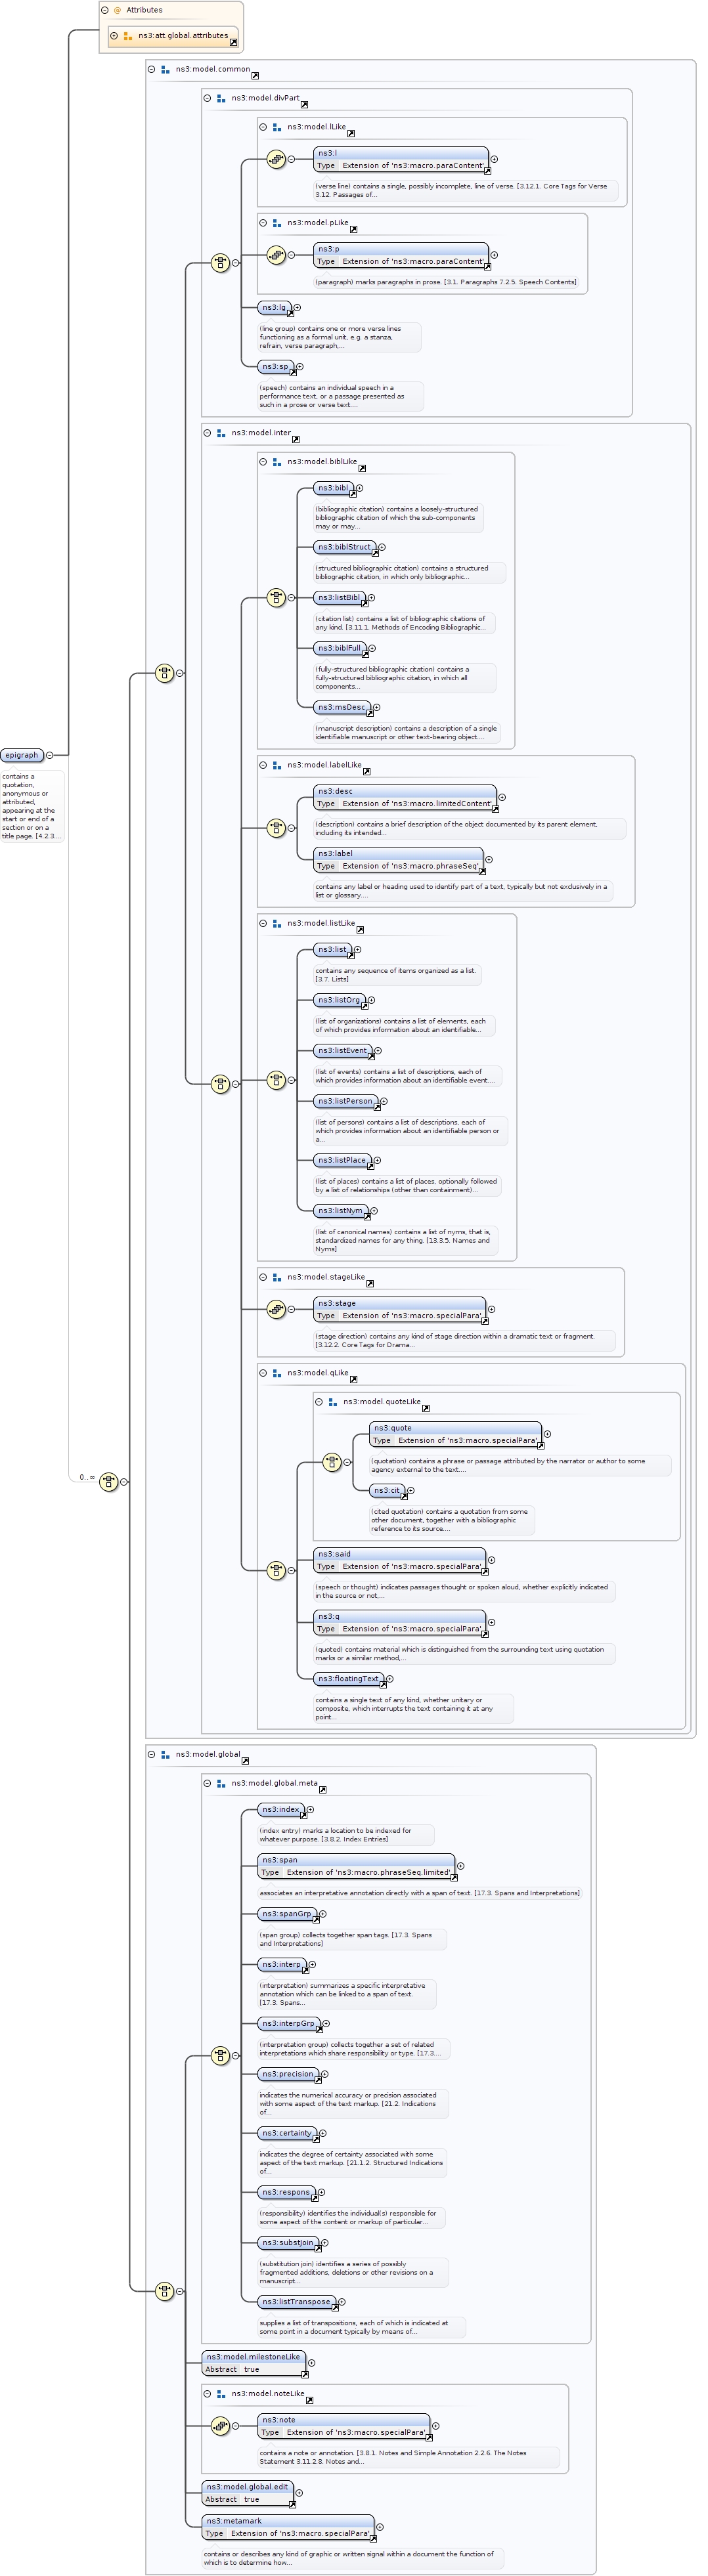 Attributes
ns3:att.global.attributes
ns3:model.common
ns3:model.divPart
ns3:model.lLike
ns3:l
Type Extension of 'ns3:macro.paraContent'
(verse line) contains a single, possibly incomplete, line of verse. [3.12.1. Core Tags for Verse
3.12. Passages of...
ns3:model.pLike
ns3:p
Type Extension of 'ns3:macro.paraContent'
(paragraph) marks paragraphs in prose. [3.1. Paragraphs 7.2.5. Speech Contents]
ns3:lg
(line group) contains one or more verse lines
functioning as a formal unit, e.g. a stanza,
refrain, verse paragraph,...
ns3:sp
(speech) contains an individual speech in a
performance text, or a passage presented as
such in a prose or verse text....
ns3:model.inter
ns3:model.biblLike
ns3:bibl
(bibliographic citation) contains a loosely-structured
bibliographic citation of which the sub-components
may or may...
ns3:biblStruct
(structured bibliographic citation) contains a structured
bibliographic citation, in which only bibliographic...
ns3:listBibl
(citation list) contains a list of bibliographic citations of
any kind. [3.11.1. Methods of Encoding Bibliographic...
ns3:biblFull
(fully-structured bibliographic citation) contains a
fully-structured bibliographic citation, in which all
components...
ns3:msDesc
(manuscript description) contains a description of a single
identifiable manuscript or other text-bearing object....
epigraph
contains a
quotation,
anonymous or
attributed,
appearing at the
start or end of a
section or on a
title page. [4.2.3....
ns3:model.labelLike
ns3:desc
Type Extension of 'ns3:macro.limitedContent'
(description) contains a brief description of the object documented by its parent element,
including its intended...
ns3:label
Type Extension of 'ns3:macro.phraseSeq'
contains any label or heading used to identify part of a text, typically but not exclusively in a
list or glossary....
ns3:model.listLike
ns3:list
contains any sequence of items organized as a list.
[3.7. Lists]
ns3:listOrg
(list of organizations) contains a list of elements, each
of which provides information about an identifiable...
ns3:listEvent
(list of events) contains a list of descriptions, each of
which provides information about an identifiable event....
ns3:listPerson
(list of persons) contains a list of descriptions, each of
which provides information about an identifiable person or
a...
ns3:listPlace
(list of places) contains a list of places, optionally followed
by a list of relationships (other than containment)...
ns3:listNym
(list of canonical names) contains a list of nyms, that is,
standardized names for any thing. [13.3.5. Names and
Nyms]
ns3:model.stageLike
ns3:stage
Type Extension of 'ns3:macro.specialPara'
(stage direction) contains any kind of stage direction within a dramatic text or fragment.
[3.12.2. Core Tags for Drama...
ns3:model.qLike
ns3:model.quoteLike
ns3:quote
Type Extension of 'ns3:macro.specialPara'
(quotation) contains a phrase or passage attributed by the narrator or author to some
agency external to the text....
0..∞
ns3:cit
(cited quotation) contains a quotation from some
other document, together with a bibliographic
reference to its source....
ns3:said
Type Extension of 'ns3:macro.specialPara'
(speech or thought) indicates passages thought or spoken aloud, whether explicitly indicated
in the source or not,...
ns3:q
Type Extension of 'ns3:macro.specialPara'
(quoted) contains material which is distinguished from the surrounding text using quotation
marks or a similar method,...
ns3:floatingText
contains a single text of any kind, whether unitary or
composite, which interrupts the text containing it at any
point...
ns3:model.global
ns3:model.global.meta
ns3:index
(index entry) marks a location to be indexed for
whatever purpose. [3.8.2. Index Entries]
ns3:span
Type Extension of 'ns3:macro.phraseSeq.limited'
associates an interpretative annotation directly with a span of text. [17.3. Spans and Interpretations]
ns3:spanGrp
(span group) collects together span tags. [17.3. Spans
and Interpretations]
ns3:interp
(interpretation) summarizes a specific interpretative
annotation which can be linked to a span of text.
[17.3. Spans...
ns3:interpGrp
(interpretation group) collects together a set of related
interpretations which share responsibility or type. [17.3....
ns3:precision
indicates the numerical accuracy or precision associated
with some aspect of the text markup. [21.2. Indications
of...
ns3:certainty
indicates the degree of certainty associated with some
aspect of the text markup. [21.1.2. Structured Indications
of...
ns3:respons
(responsibility) identifies the individual(s) responsible for
some aspect of the content or markup of particular...
ns3:substJoin
(substitution join) identifies a series of possibly
fragmented additions, deletions or other revisions on a
manuscript...
ns3:listTranspose
supplies a list of transpositions, each of which is indicated at
some point in a document typically by means of...
ns3:model.milestoneLike
Abstract true
ns3:model.noteLike
ns3:note
Type Extension of 'ns3:macro.specialPara'
contains a note or annotation. [3.8.1. Notes and Simple Annotation 2.2.6. The Notes
Statement 3.11.2.8. Notes and...
ns3:model.global.edit
Abstract true
ns3:metamark
Type Extension of 'ns3:macro.specialPara'
contains or describes any kind of graphic or written signal within a document the function of
which is to determine how...